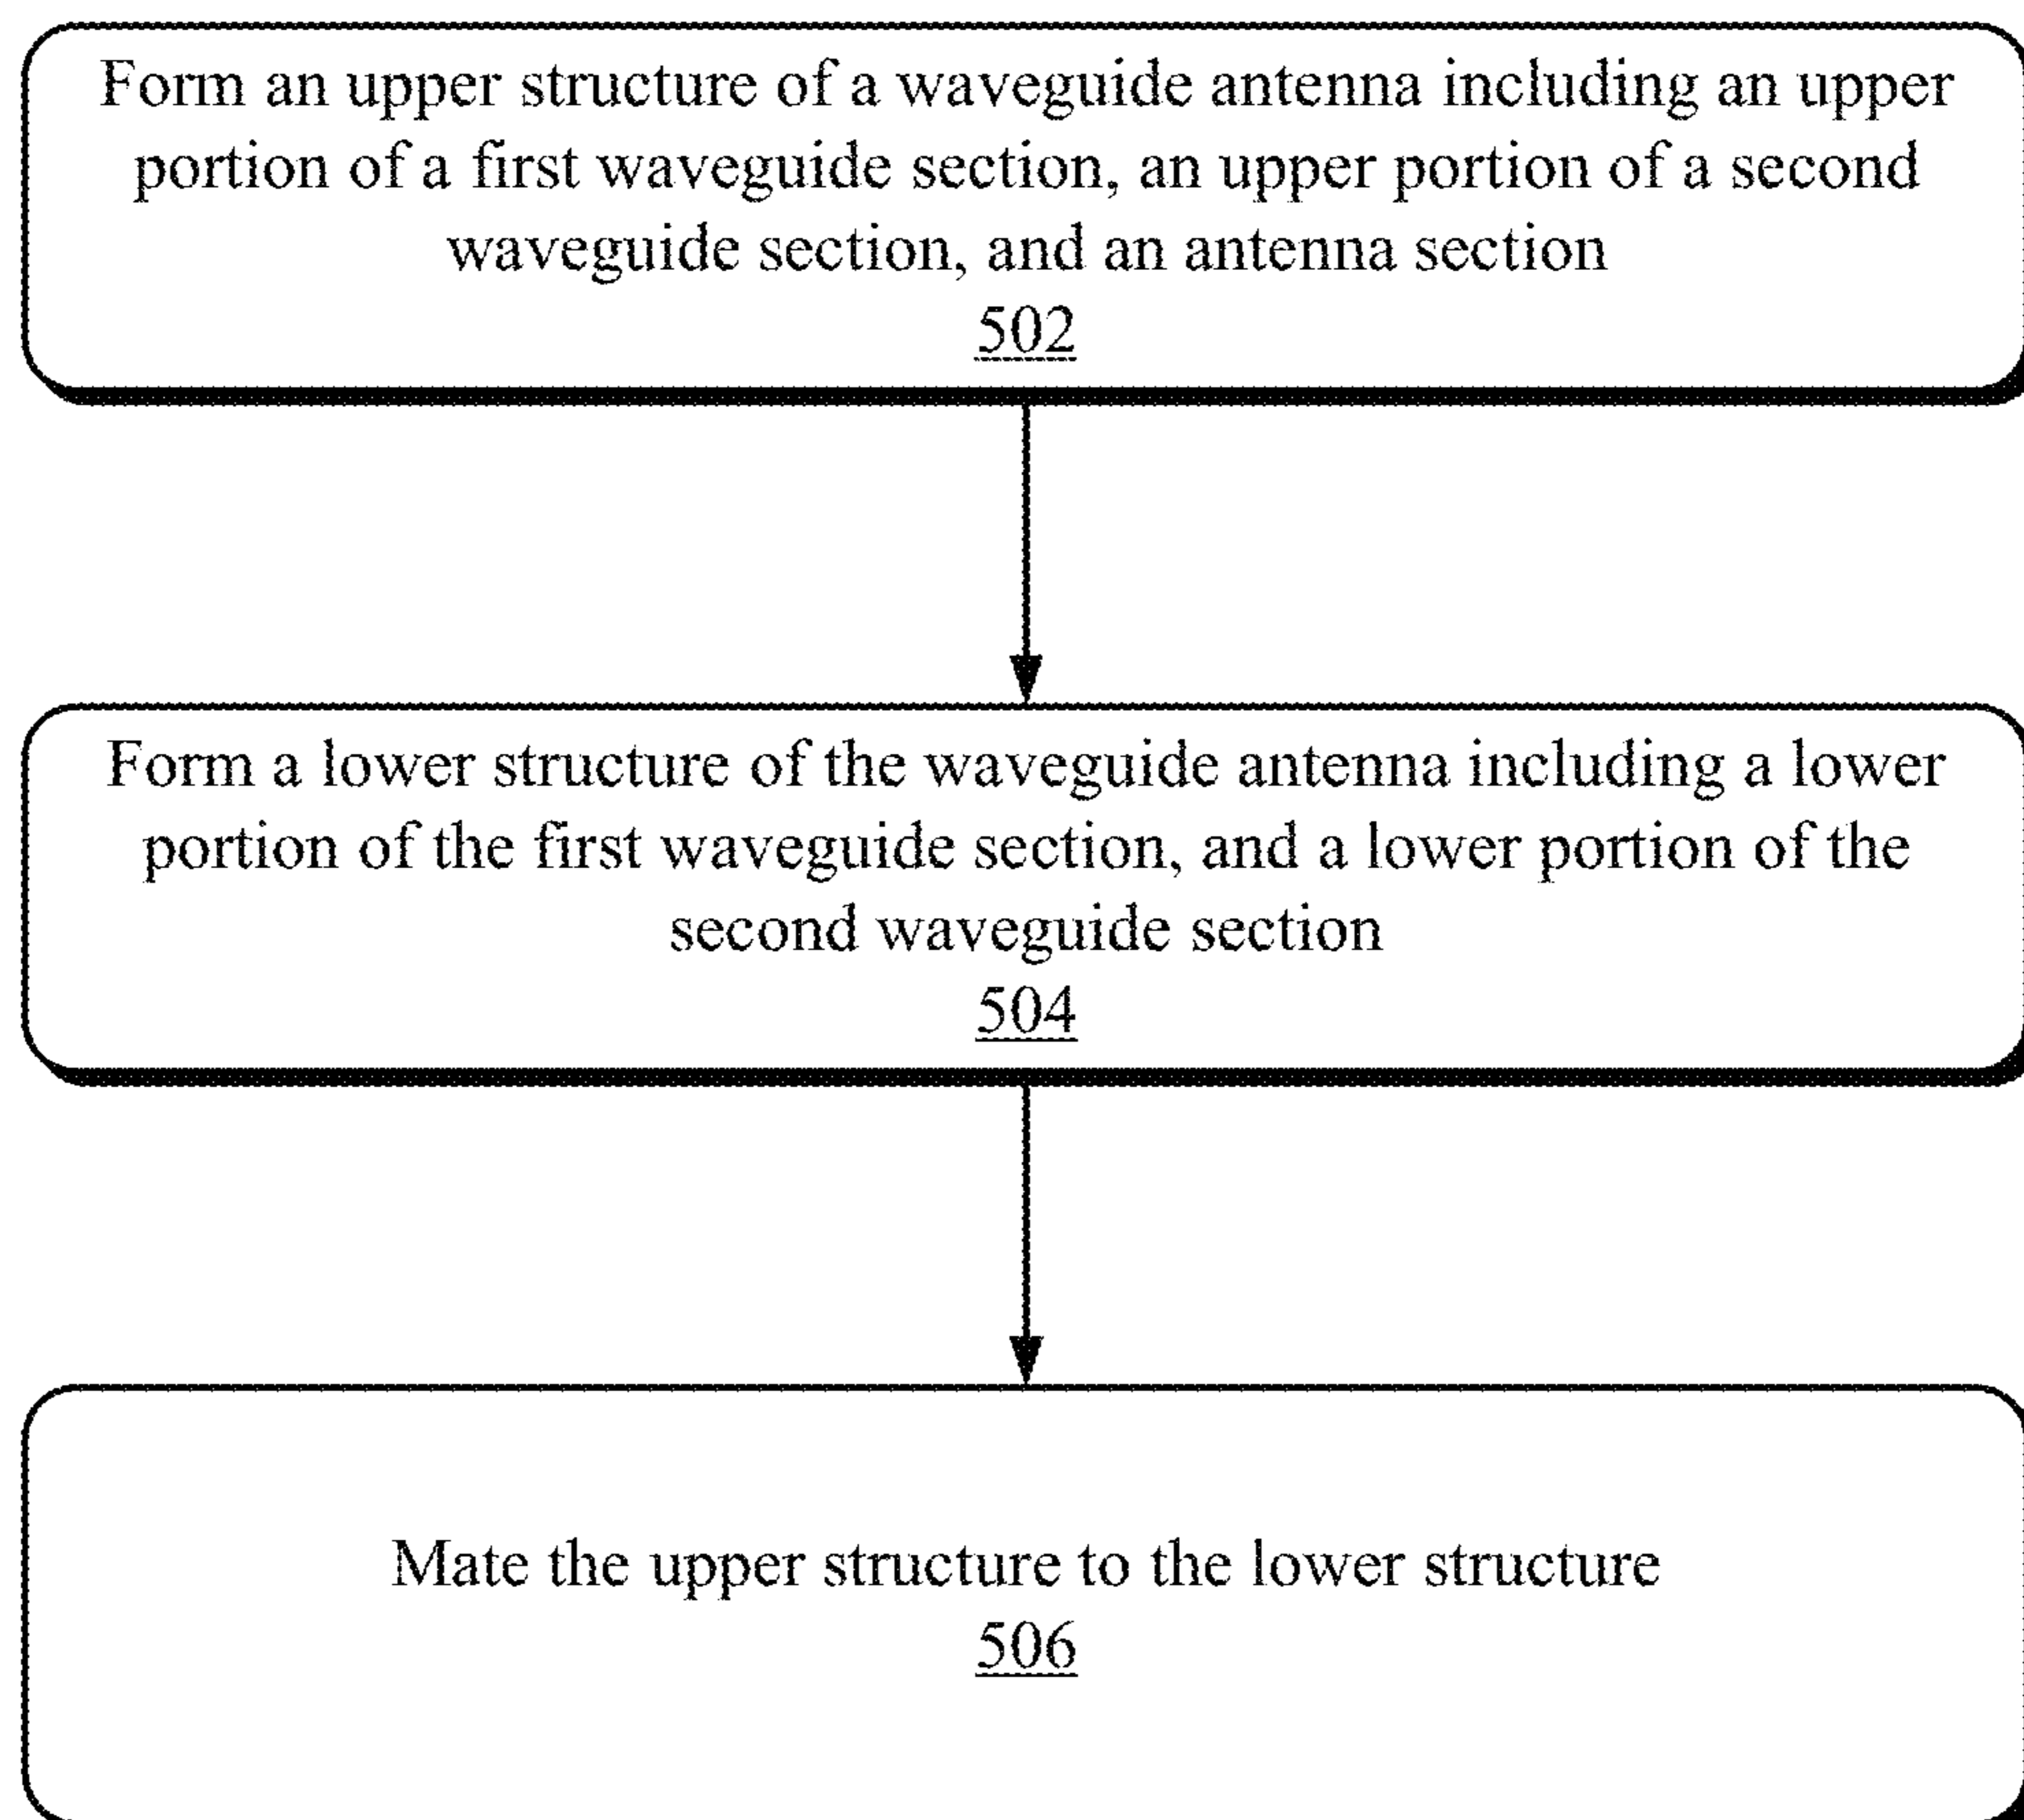 Form an upper structure of a waveguide antenna including an upper
portion of a first waveguide section, an upper portion of a second
waveguide section, and an antenna section
502
Form a lower structure of the waveguide antenna including a lower
portion of the first waveguide section, and a lower portion of the
second waveguide section
504
Mate the upper structure to the lower structure
506